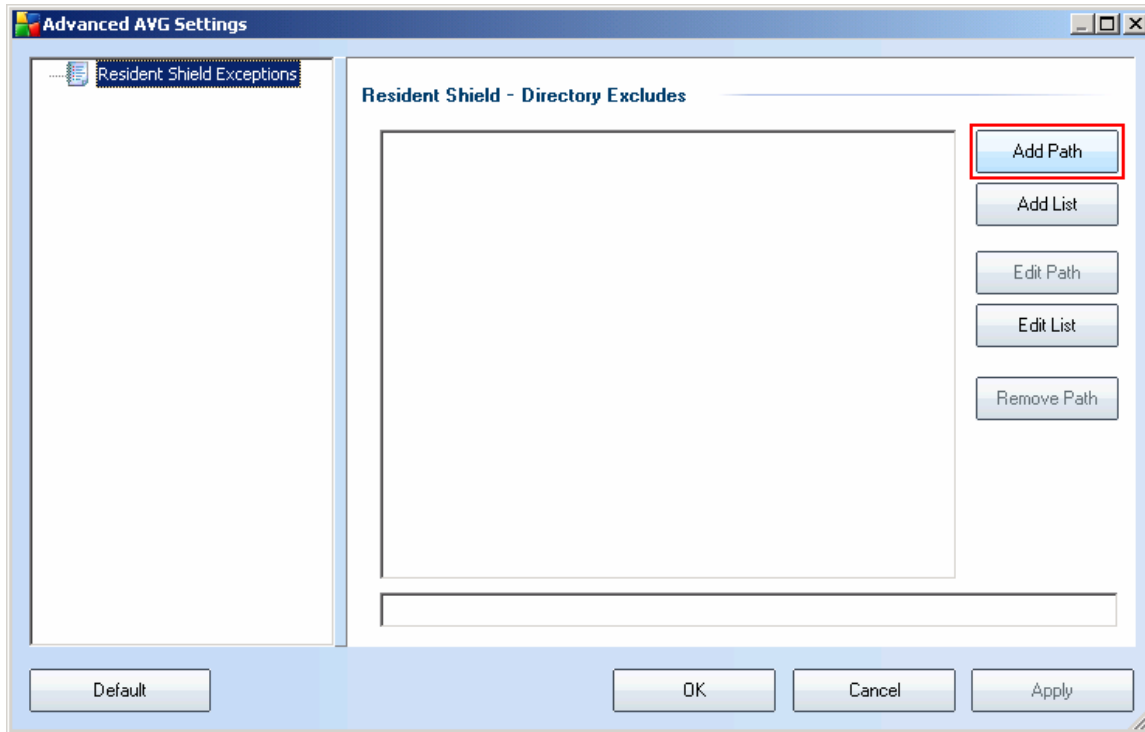 Advanced AVG Settings
Resident Shield Exceptions
Resident Shield - Directory Excludes
Add Path
Add List
Edit Path
Edit List
Remove Path
Default
OK
Cancel
Apply